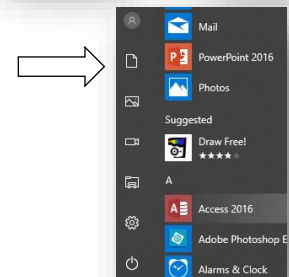 Mail
PowerPoint 2016
Photos
Suggested
Draw Free!
A
Access 2016
Adobe Photoshop E
Alarms & Clock